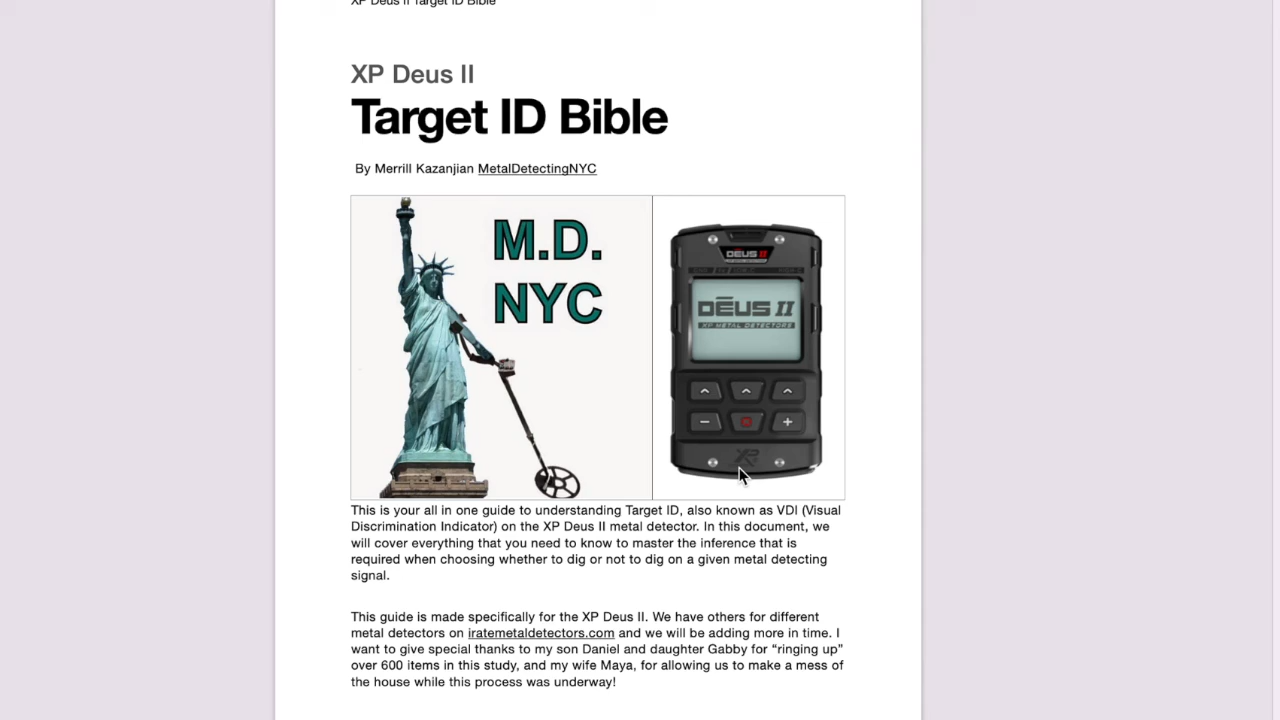 XP Deus II Target ID Bible
XP Deus II
Target ID Bible
By Merrill Kazanjian MetalDetectingNYC
M.D.
NYC
DEUS II
DĒUS II
XP METAL DETECTORS
XP
This is your all in one guide to understanding Target ID, also known as VDI (Visual
Discrimination Indicator) on the XP Deus II metal detector. In this document, we
will cover everything that you need to know to master the inference that is
required when choosing whether to dig or not to dig on a given metal detecting
signal.
This guide is made specifically for the XP Deus II. We have others for different
metal detectors on iratemetaldetectors.com and we will be adding more in time. I
want to give special thanks to my son Daniel and daughter Gabby for “ringing up”
over 600 items in this study, and my wife Maya, for allowing us to make a mess of
the house while this process was underway!